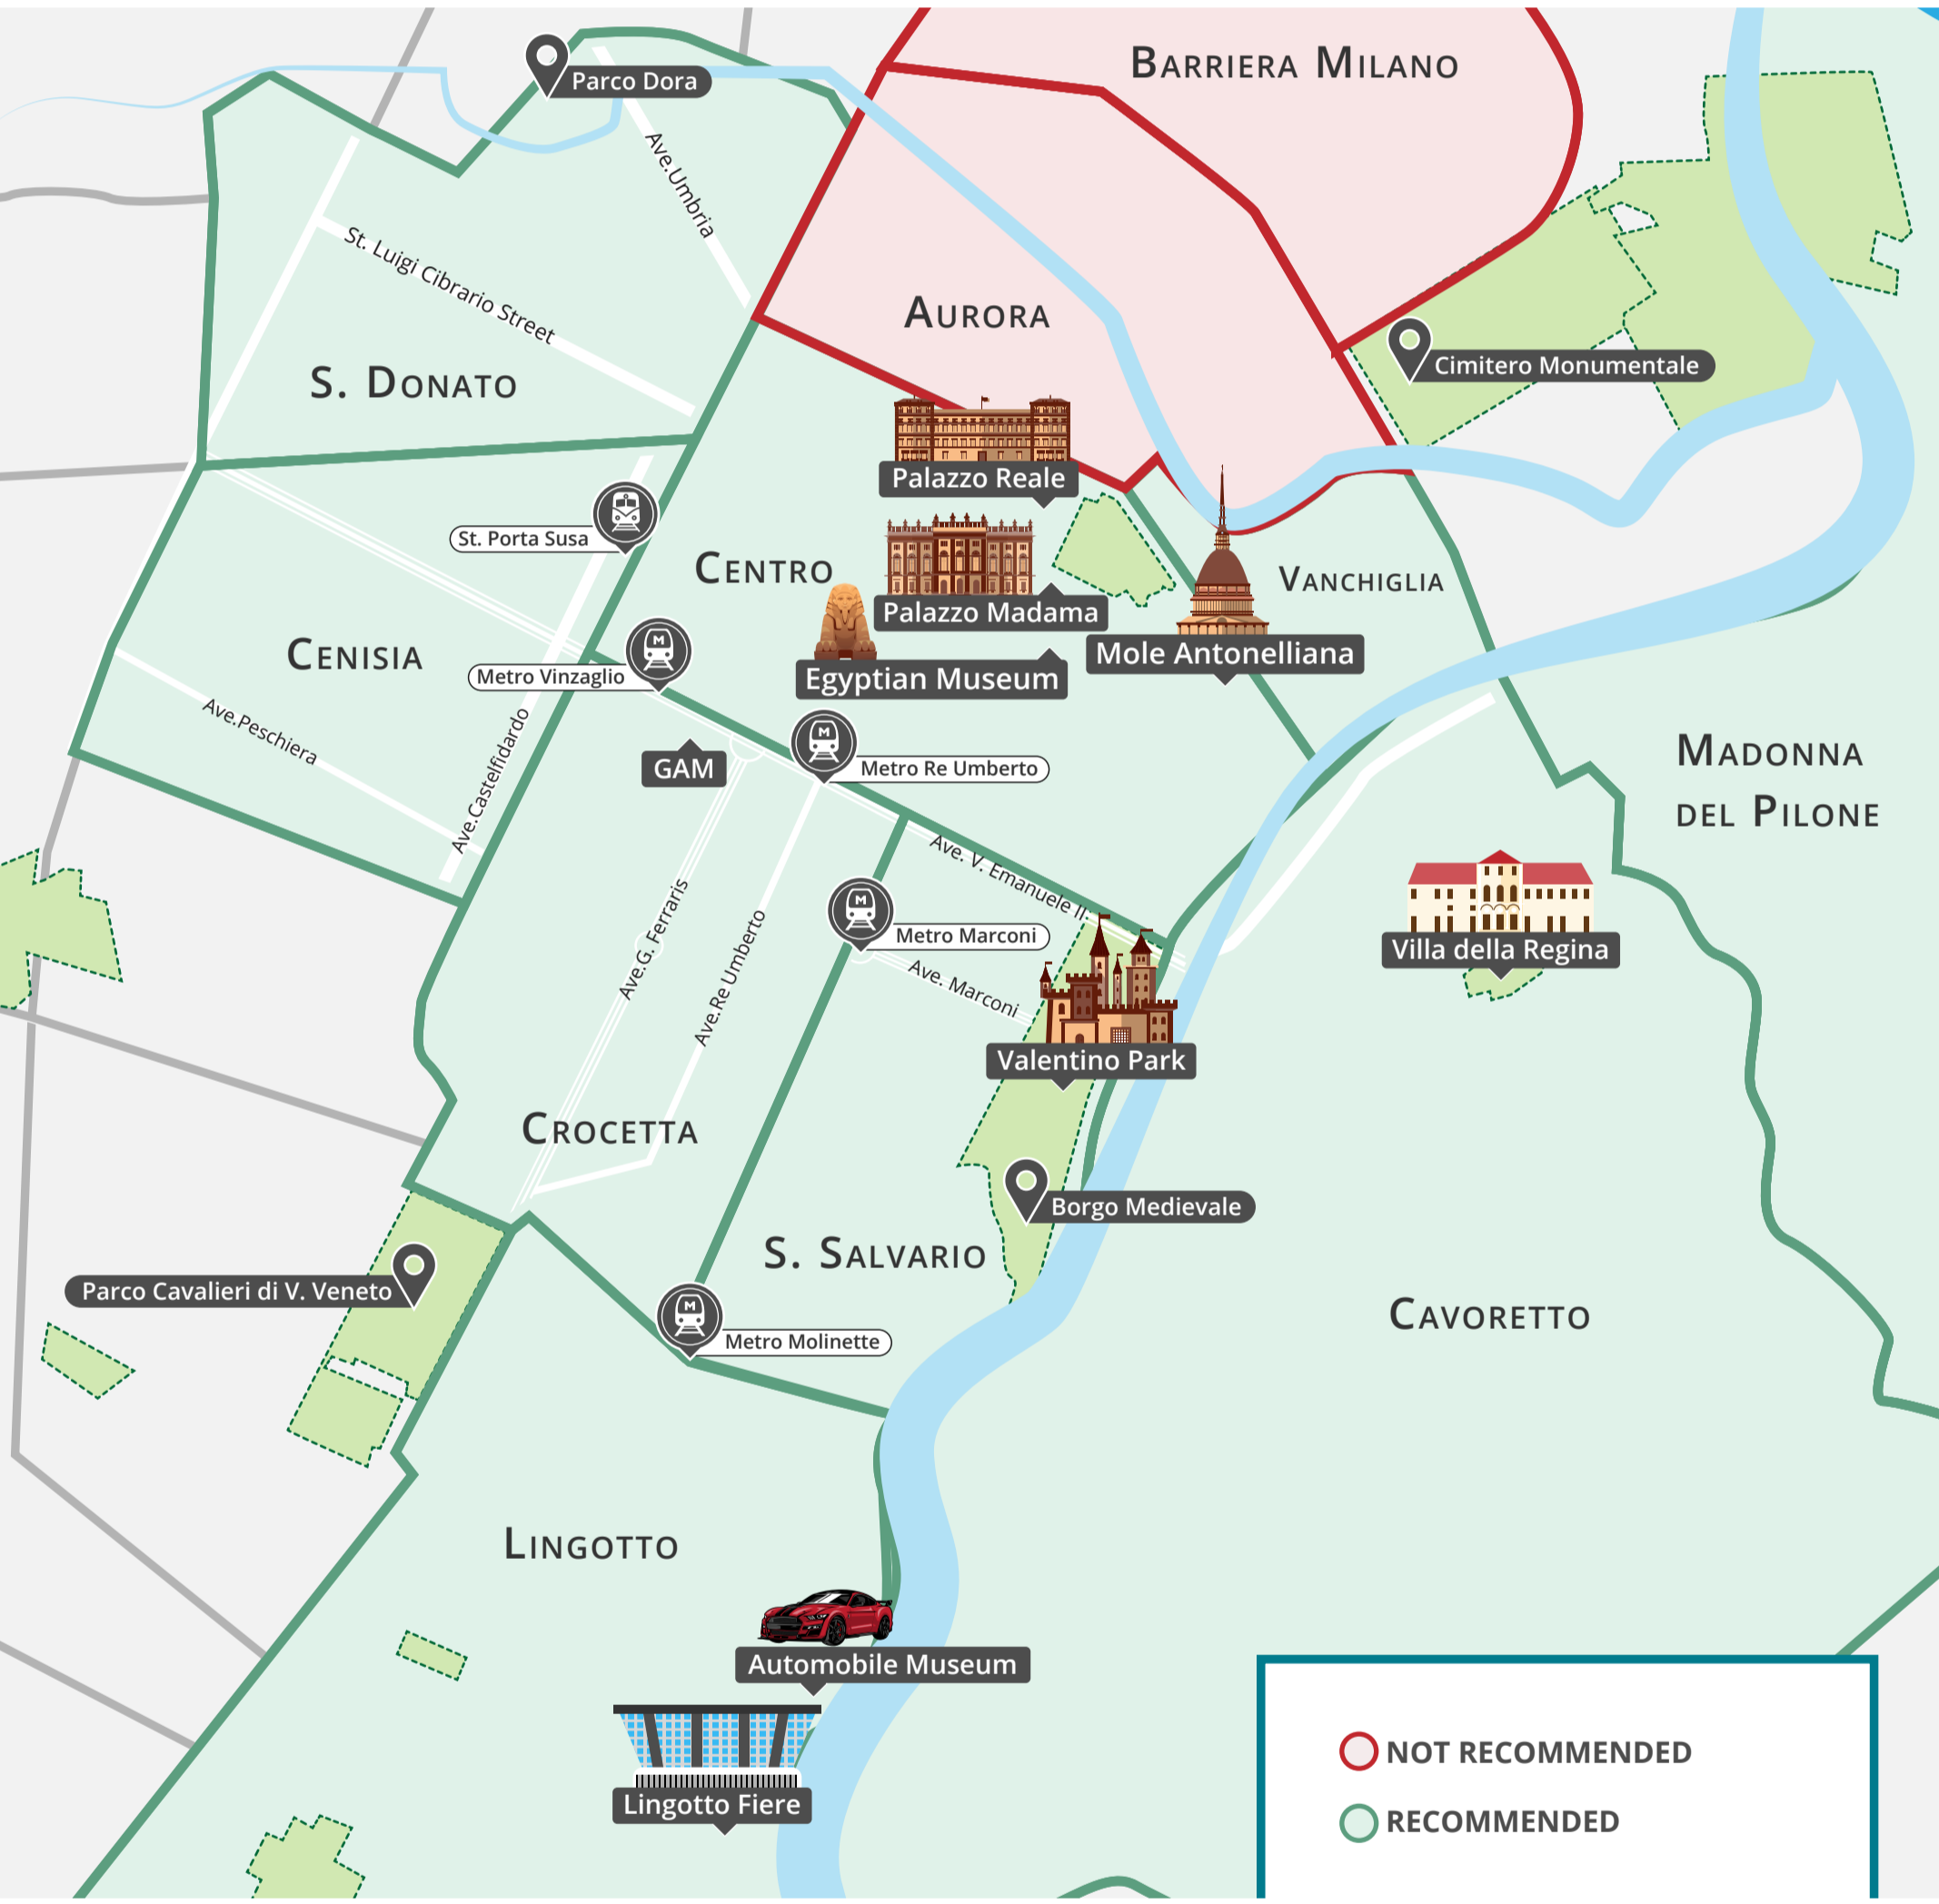 BARRIERA MILANO
Parco Dora
Ave.Umbria
St. Luigi Cibrario Street
AURORA
Cimitero Monumentale
S. DONATO
Palazzo Reale
St. Porta Susa
CENTRO
VANCHIGLIA
Palazzo Madama
CENISIA
Mole Antonelliana
M
Metro Vinzaglio
Egyptian Museum
Ave.Peschiera
Ave.Castelfidardo
M
GAM
Metro Re Umberto
MADONNA
DEL PILONE
Ave. V. Emanuele II.
M
Metro Marconi
Villa della Regina
Ave.G. Ferraris
Ave.Re Umberto
Ave. Marconi
Valentino Park
CROCETTA
Borgo Medievale
S. SALVARIO
Parco Cavalieri di V. Veneto
M
Metro Molinette
CAVORETTO
LINGOTTO
Automobile Museum
Lingotto Fiere
NOT RECOMMENDED
RECOMMENDED